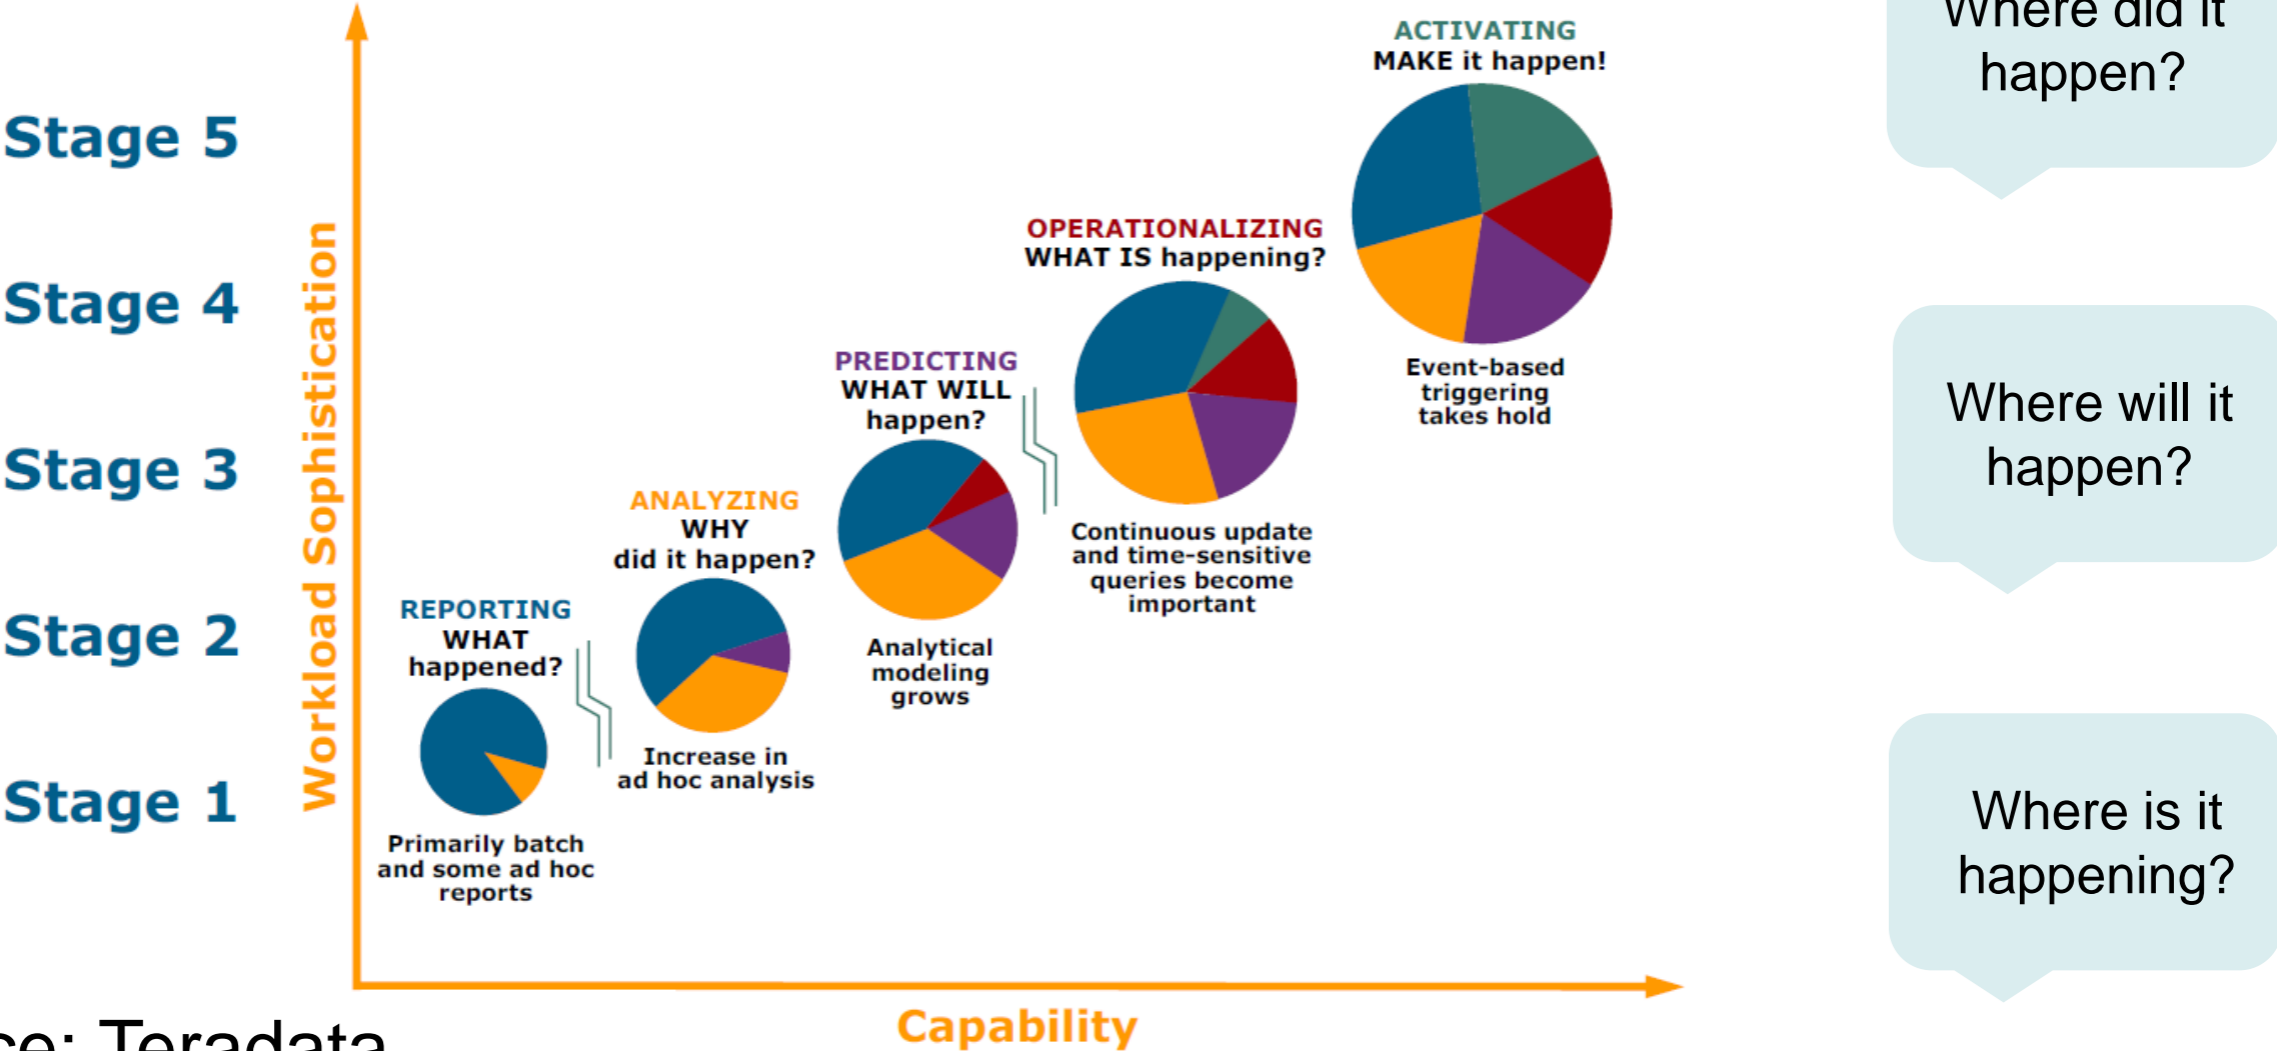 Stage 5
Stage 4
Stage 3
Stage 2
Stage 1
Workload Sophistication
REPORTING
WHAT
happened?
Primarily batch
and some ad hoc
reports
ANALYZING
WHY
did it happen?
Increase in
ad hoc analysis
PREDICTING
WHAT WILL
happen?
Analytical
modeling
grows
OPERATIONALIZING
WHAT IS happening?
Continuous update
and time-sensitive
queries become
important
ACTIVATING
MAKE it happen!
Event-based
triggering
takes hold
Capability
Where did it
happen?
Where will it
happen?
Where is it
happening?
Teradata